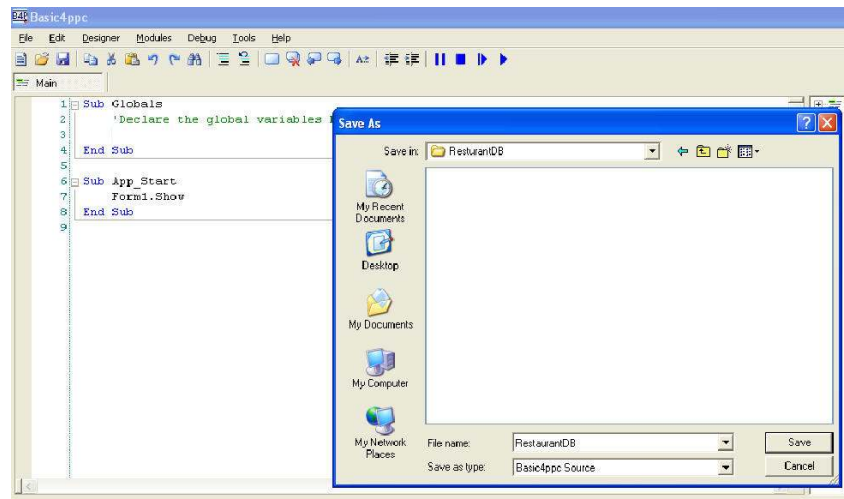 B4P Basic4ppc
File Edit Designer Modules Debug Tools Help
Main
1 Sub Globals
2 'Declare the global variables
3
4 End Sub
5
6 Sub App_Start
7 Form1.Show
8 End Sub
9
Save As
Save in: ResturantDB
My Recent Documents
Desktop
My Documents
My Computer
My Network Places
File name: RestaurantDB Save
Save as type: Basic4ppc Source Cancel